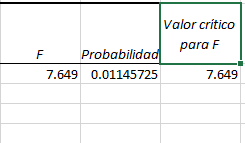 F Probabilidad Valor crítico
para F
7.649 0.01145725 7.649